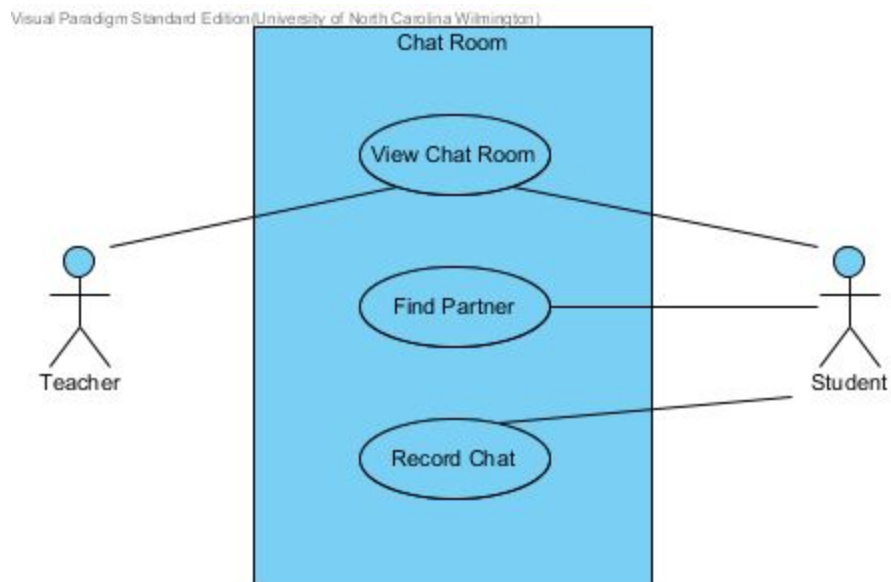 Visual Paradigm Standard Edition(University of North Carolina Wilmington)
Chat Room
View Chat Room
Find Partner
Teacher
Student
Record Chat